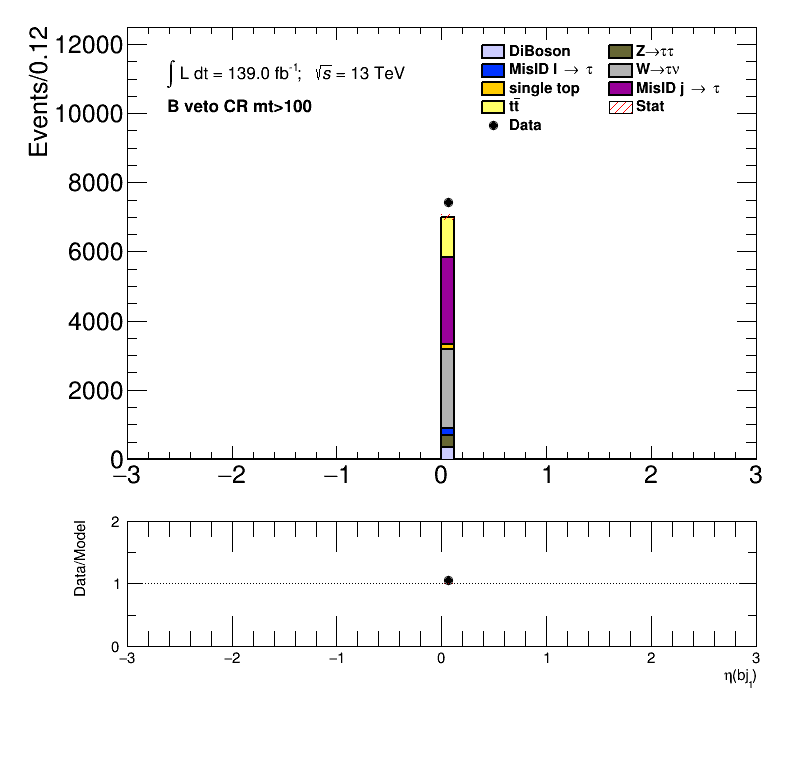 Events/0.12
12000
10000
8000
6000
4000
2000
0
∫ L dt = 139.0 fb⁻¹; √s = 13 TeV
B veto CR mt>100
DiBoson
MisID l → τ
single top
tt̄
Data
Z→ττ
W→τν
MisID j → τ
Stat
−3 −2 −1 0 1 2 3
Data/Model
2
1
0
−3 −2 −1 0 1 2 3
η(bj₁)